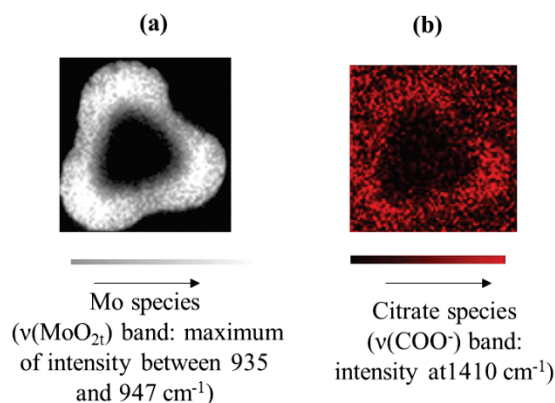 (a)
(b)
Mo species
(ν(MoO2t) band: maximum
of intensity between 935
and 947 cm-1)
Citrate species
(ν(COO-) band:
intensity at1410 cm-1)